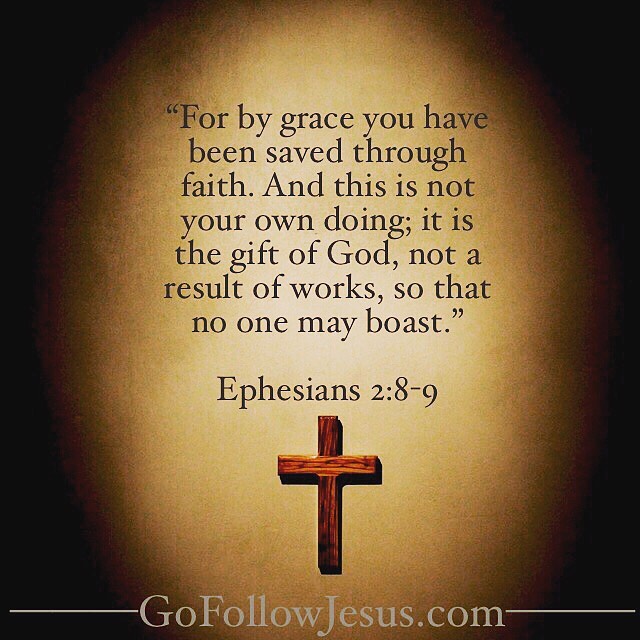 “For by grace you have
been saved through
faith. And this is not
your own doing; it is
the gift of God, not a
result of works, so that
no one may boast.”
Ephesians 2:8-9
GoFollowJesus.com